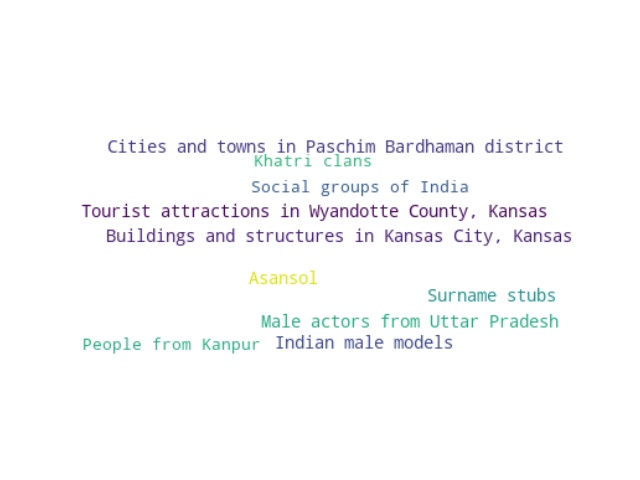 Cities and towns in Paschim Bardhaman district
Khatri clans
Social groups of India
Tourist attractions in Wyandotte County, Kansas
Buildings and structures in Kansas City, Kansas
Asansol
Surname stubs
Male actors from Uttar Pradesh
People from Kanpur Indian male models